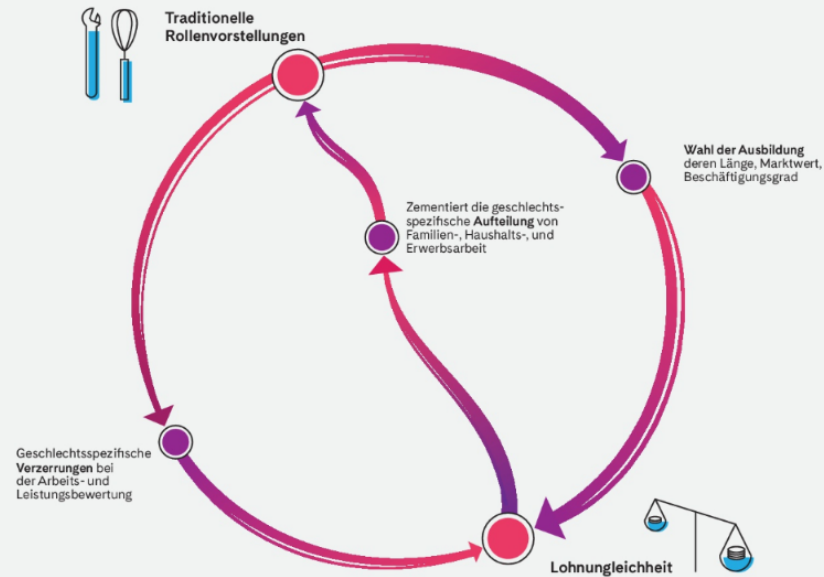 Traditionelle
Rollenvorstellungen
Wahl der Ausbildung
deren Länge, Marktwert,
Beschäftigungsgrad
Zementiert die geschlechts-
spezifische Aufteilung von
Familien-, Haushalts-, und
Erwerbsarbeit
Geschlechtsspezifische
Verzerrungen bei
der Arbeits- und
Leistungsbewertung
Lohnungleichheit